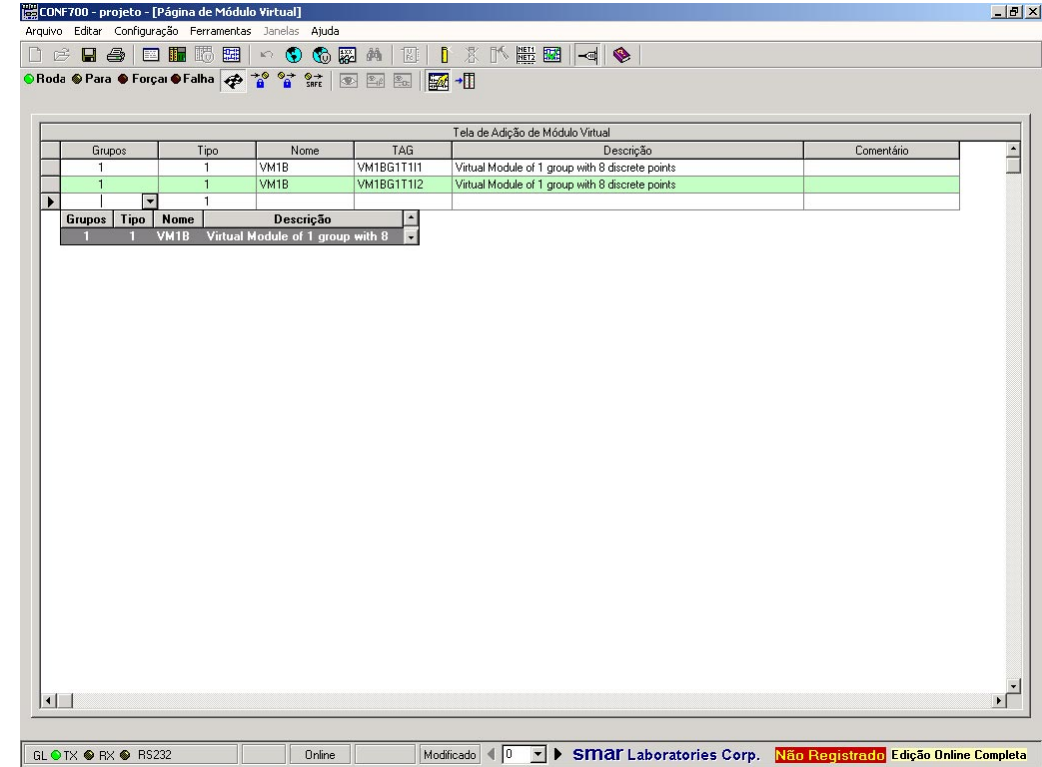 CONF700 - projeto - [Página de Módulo Virtual]
Arquivo Editar Configuração Ferramentas Janelas Ajuda
NET1
NET2
Roda Para Forçar Falha
SAFE
Tela de Adição de Módulo Virtual
Grupos Tipo Nome TAG Descrição Comentário
1 1 VM1B VM1BG1T1I1 Virtual Module of 1 group with 8 discrete points
1 1 VM1B VM1BG1T1I2 Virtual Module of 1 group with 8 discrete points
1
Grupos Tipo Nome Descrição
1 1 VM1B Virtual Module of 1 group with 8
GL TX RX RS232 Online Modificado 0 smar Laboratories Corp. Não Registrado Edição Online Completa